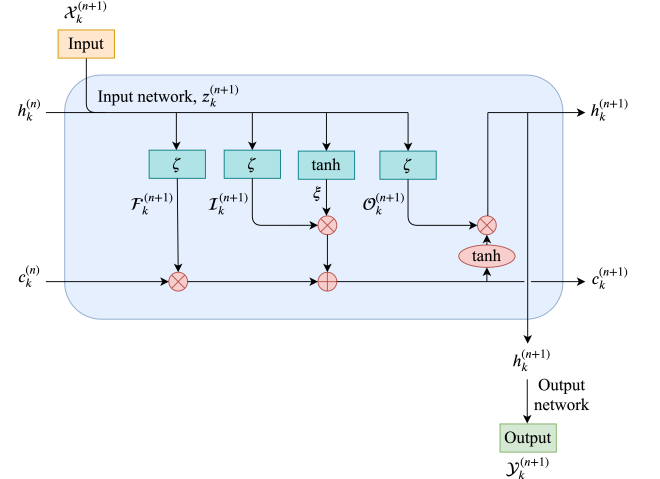 𝒳_k^(n+1)
Input
Input network, z_k^(n+1)
h_k^(n)
h_k^(n+1)
ζ
ζ
tanh
ζ
ℱ_k^(n+1)
ℐ_k^(n+1)
ξ
𝒪_k^(n+1)
tanh
c_k^(n)
c_k^(n+1)
h_k^(n+1)
Output
network
Output
𝒴_k^(n+1)